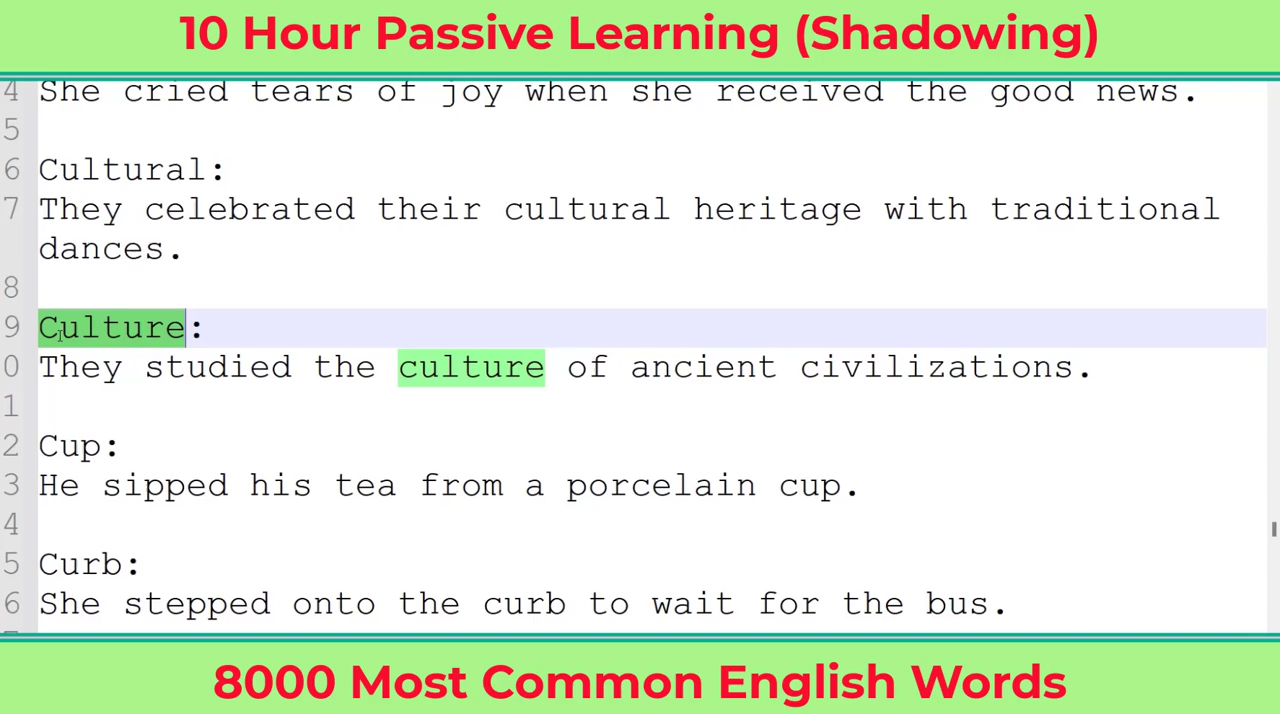 10 Hour Passive Learning (Shadowing)
4 She cried tears of joy when she received the good news.
5
6 Cultural:
7 They celebrated their cultural heritage with traditional
dances.
8
9 Culture:
0 They studied the culture of ancient civilizations.
1
2 Cup:
3 He sipped his tea from a porcelain cup.
4
5 Curb:
6 She stepped onto the curb to wait for the bus.
8000 Most Common English Words